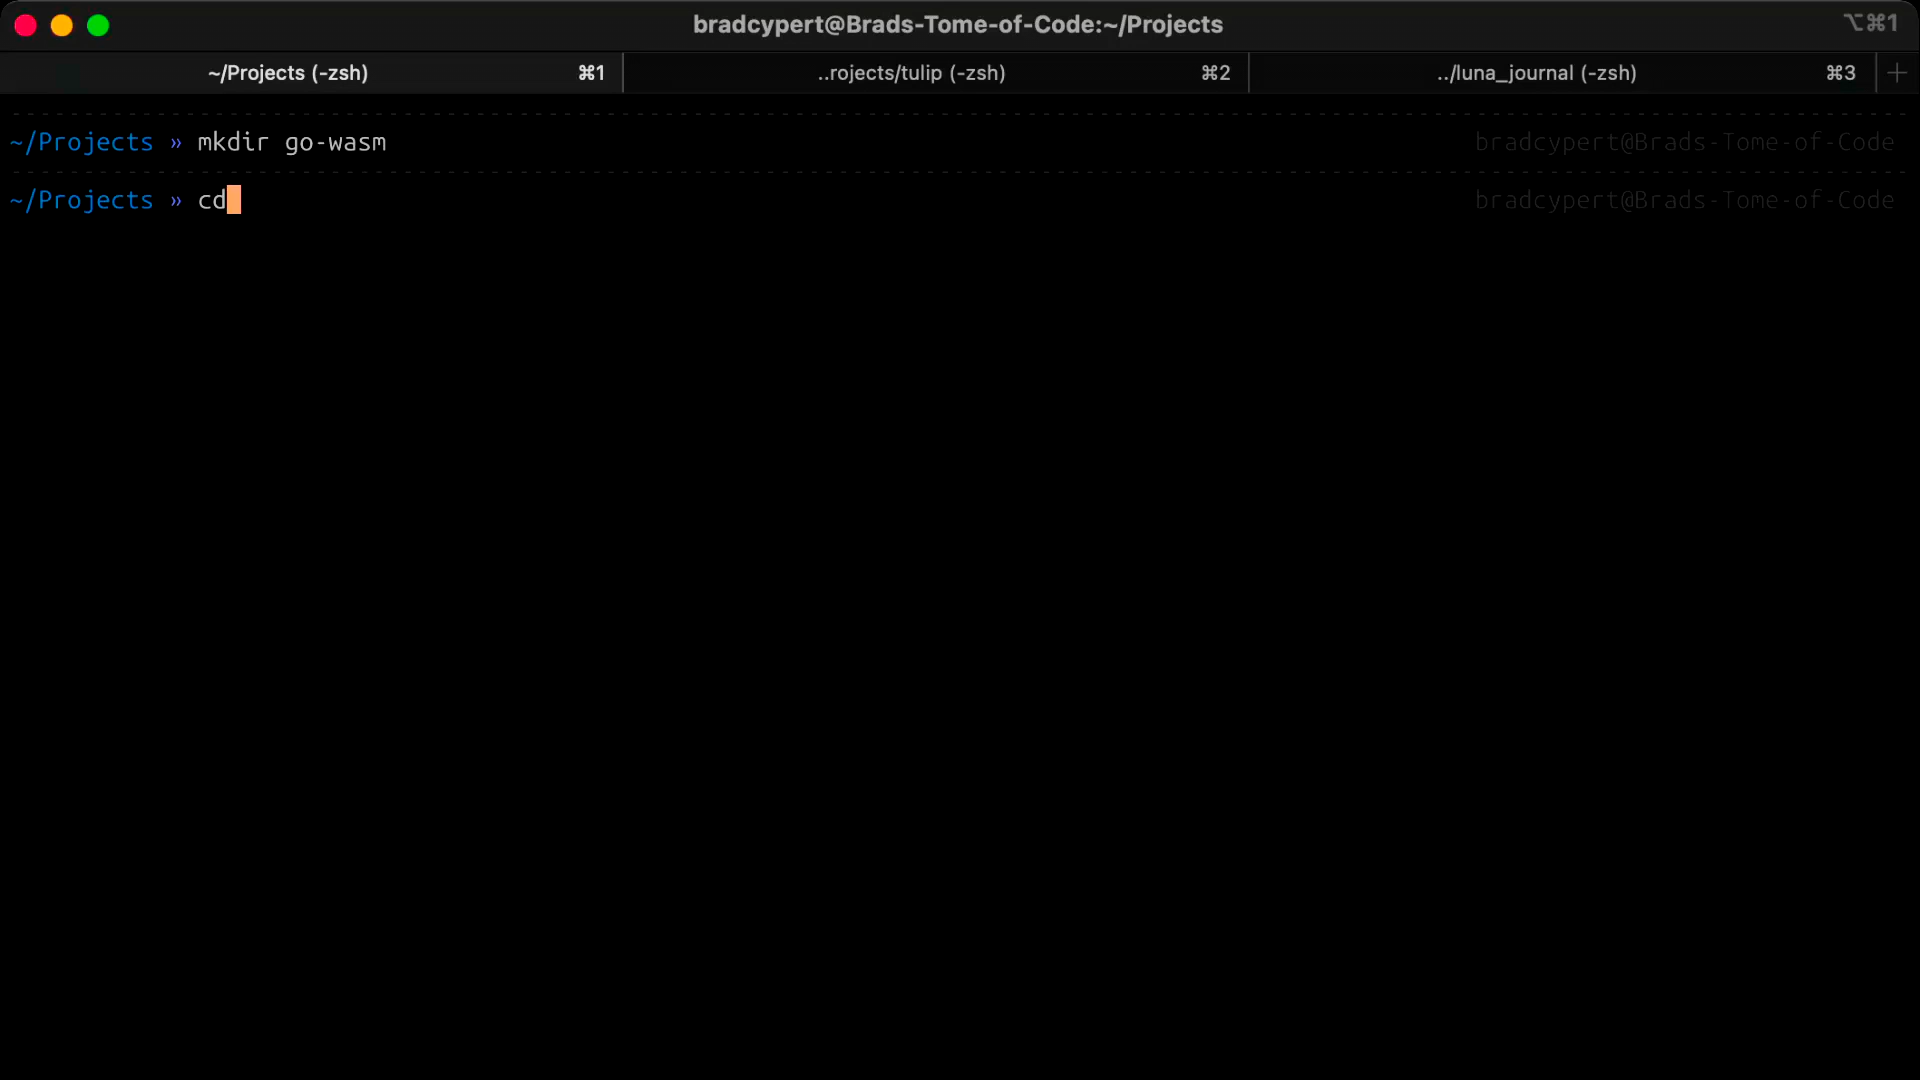 bradcypert@Brads-Tome-of-Code:~/Projects ⌥⌘1
~/Projects (-zsh) ⌘1 ..rojects/tulip (-zsh) ⌘2 ../luna_journal (-zsh) ⌘3 +
~/Projects » mkdir go-wasm bradcypert@Brads-Tome-of-Code
~/Projects » cd bradcypert@Brads-Tome-of-Code